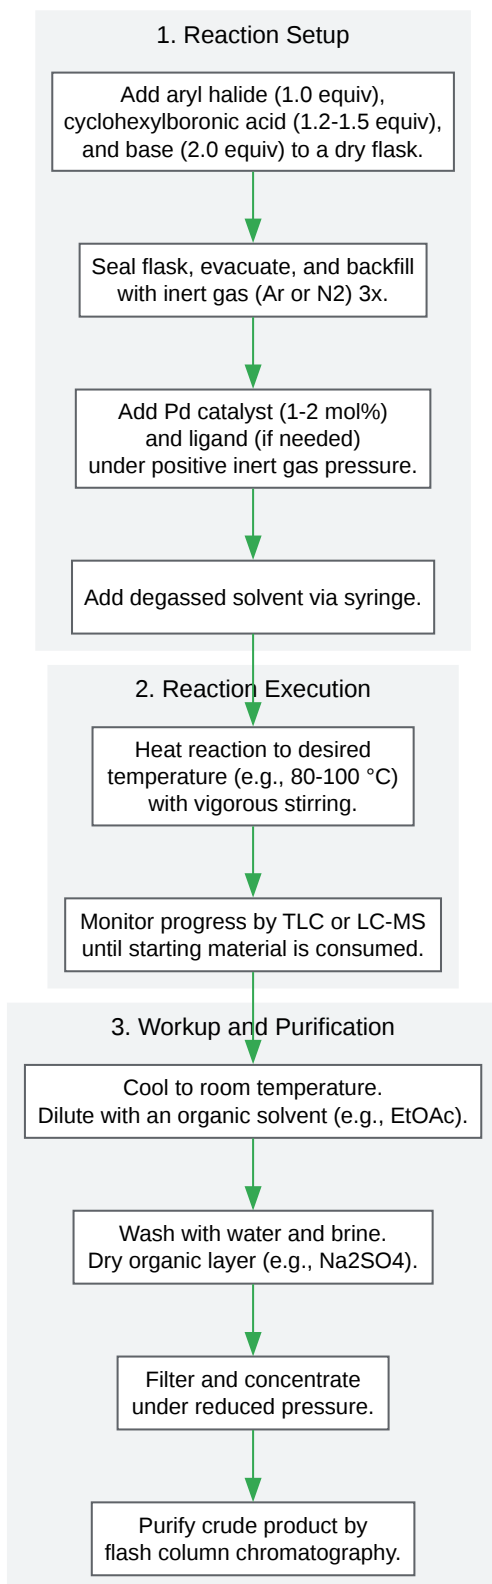 1. Reaction Setup
Add aryl halide (1.0 equiv),
cyclohexylboronic acid (1.2-1.5 equiv),
and base (2.0 equiv) to a dry flask.
Seal flask, evacuate, and backfill
with inert gas (Ar or N2) 3x.
Add Pd catalyst (1-2 mol%)
and ligand (if needed)
under positive inert gas pressure.
Add degassed solvent via syringe.
2. Reaction Execution
Heat reaction to desired
temperature (e.g., 80-100 °C)
with vigorous stirring.
Monitor progress by TLC or LC-MS
until starting material is consumed.
3. Workup and Purification
Cool to room temperature.
Dilute with an organic solvent (e.g., EtOAc).
Wash with water and brine.
Dry organic layer (e.g., Na2SO4).
Filter and concentrate
under reduced pressure.
Purify crude product by
flash column chromatography.